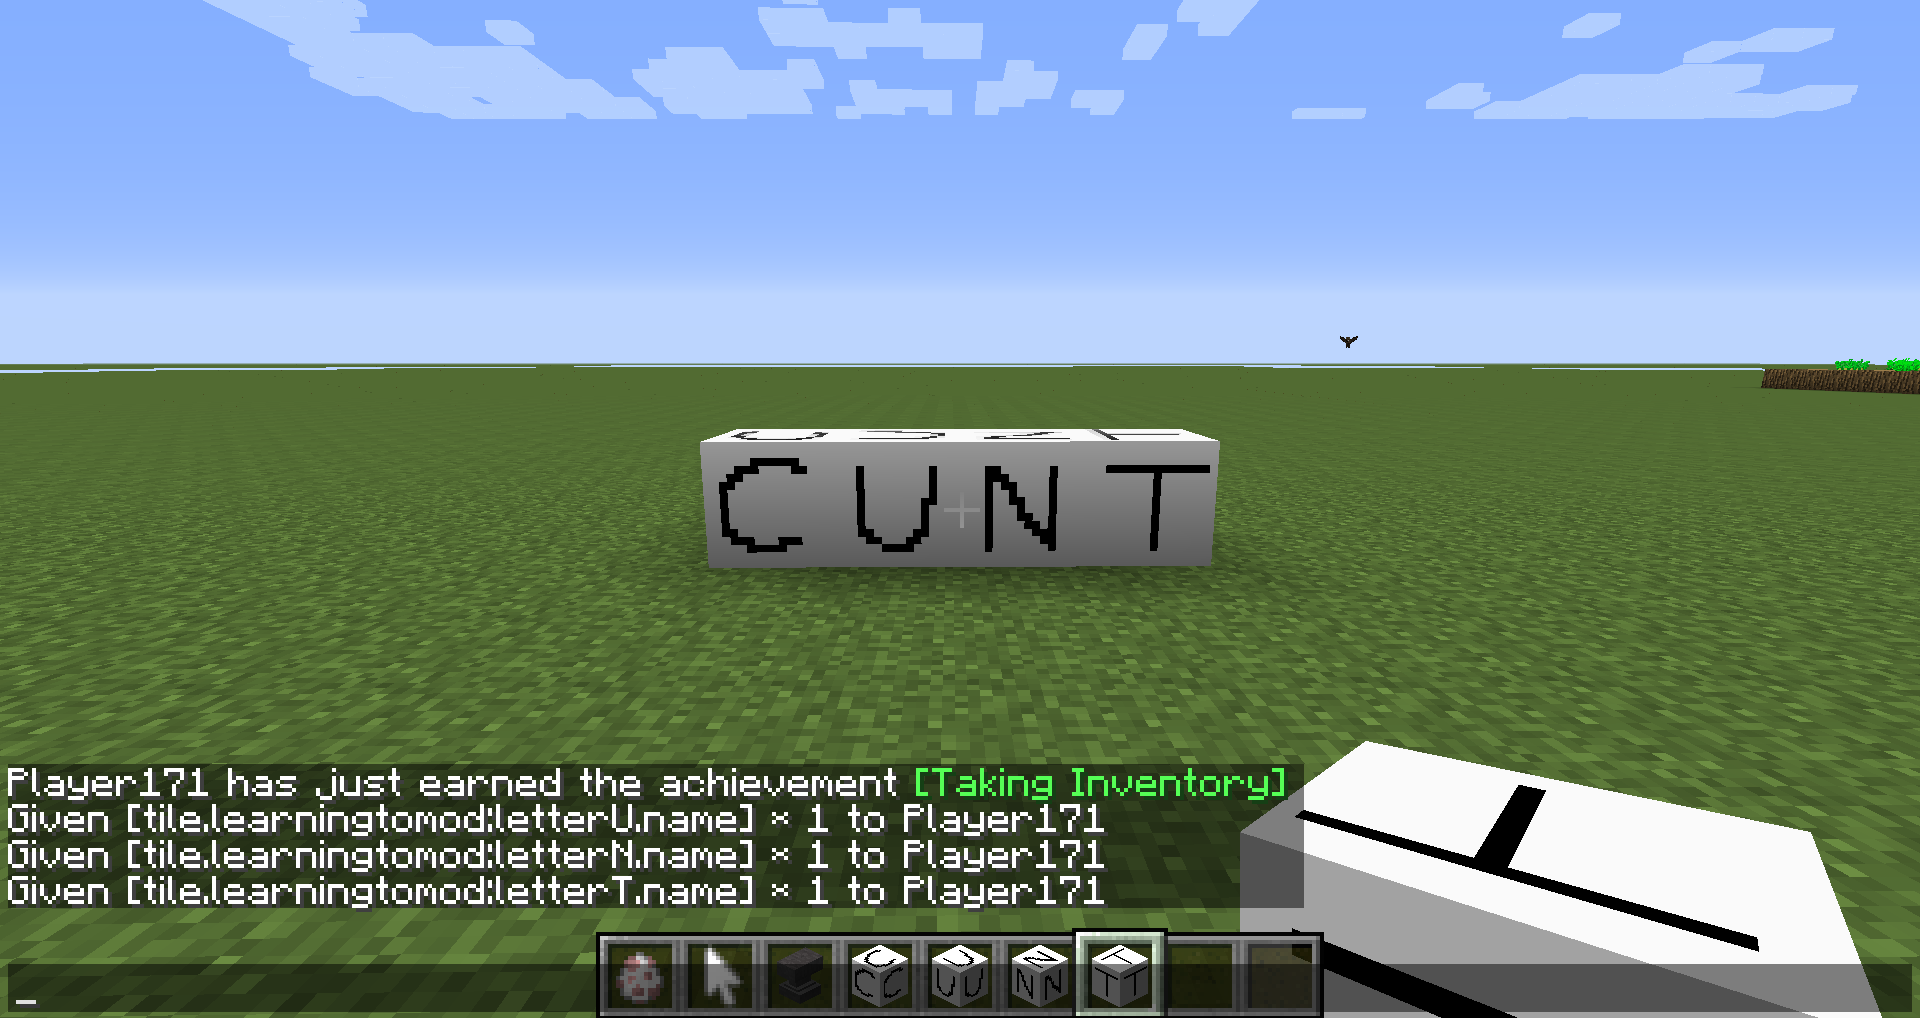 CUNT
Player171 has just earned the achievement [Taking Inventory]
Given [tile.learningtomod:letterU.name] × 1 to Player171
Given [tile.learningtomod:letterN.name] × 1 to Player171
Given [tile.learningtomod:letterT.name] × 1 to Player171
_
C C C
U U U
N N N
T T T